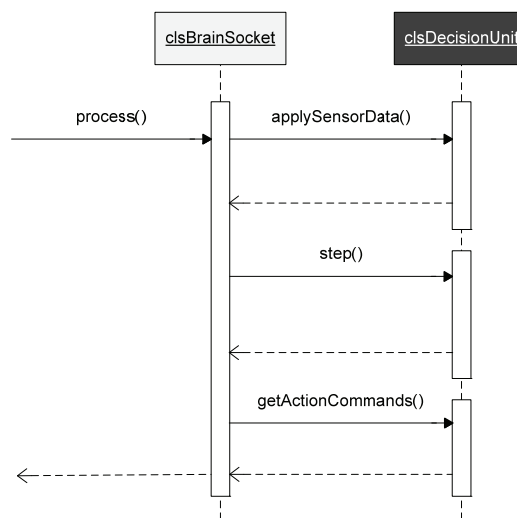 clsBrainSocket
clsDecisionUnit
process()
applySensorData()
step()
getActionCommands()